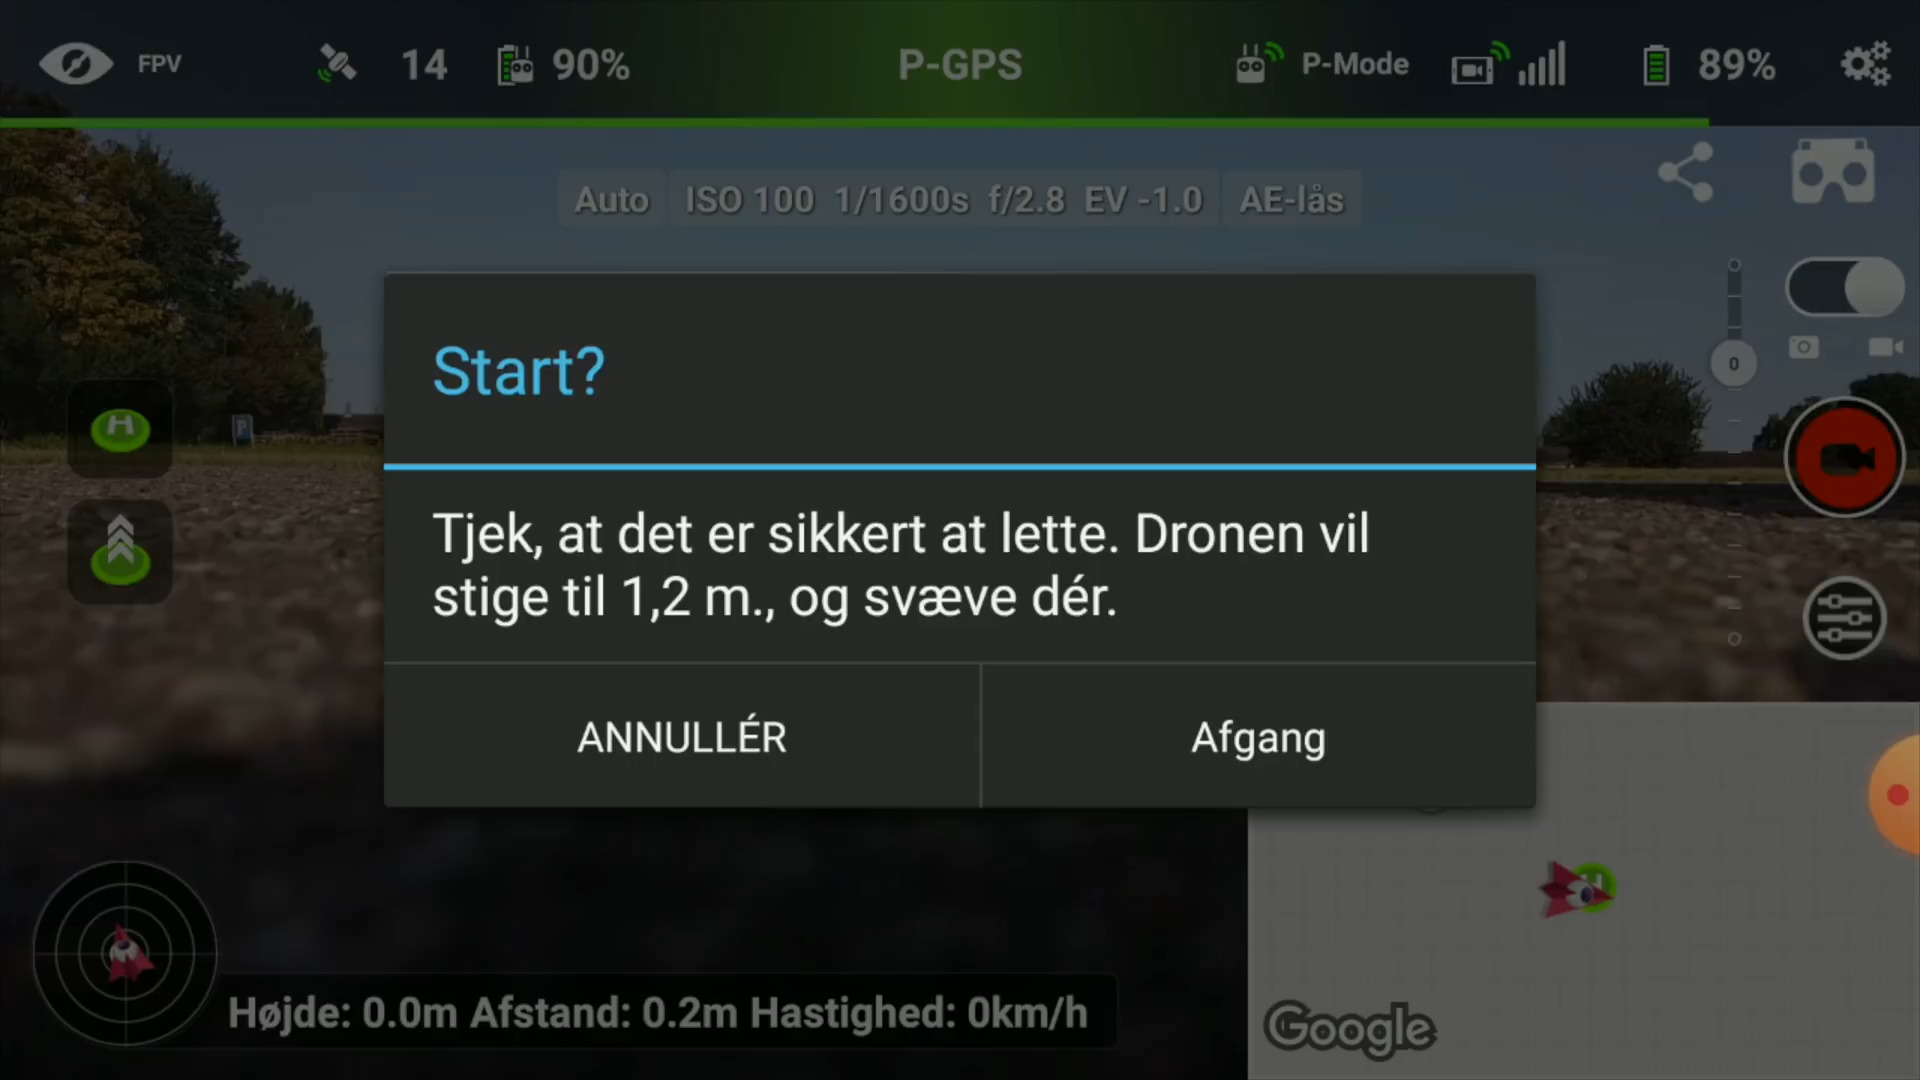 FPV 14 90% P-GPS P-Mode 89%
Auto ISO 100 1/1600s f/2.8 EV -1.0 AE-lås
Start?
0
H
P
Tjek, at det er sikkert at lette. Dronen vil
stige til 1,2 m., og svæve dér.
ANNULLÉR Afgang
H
Højde: 0.0m Afstand: 0.2m Hastighed: 0km/h
Google